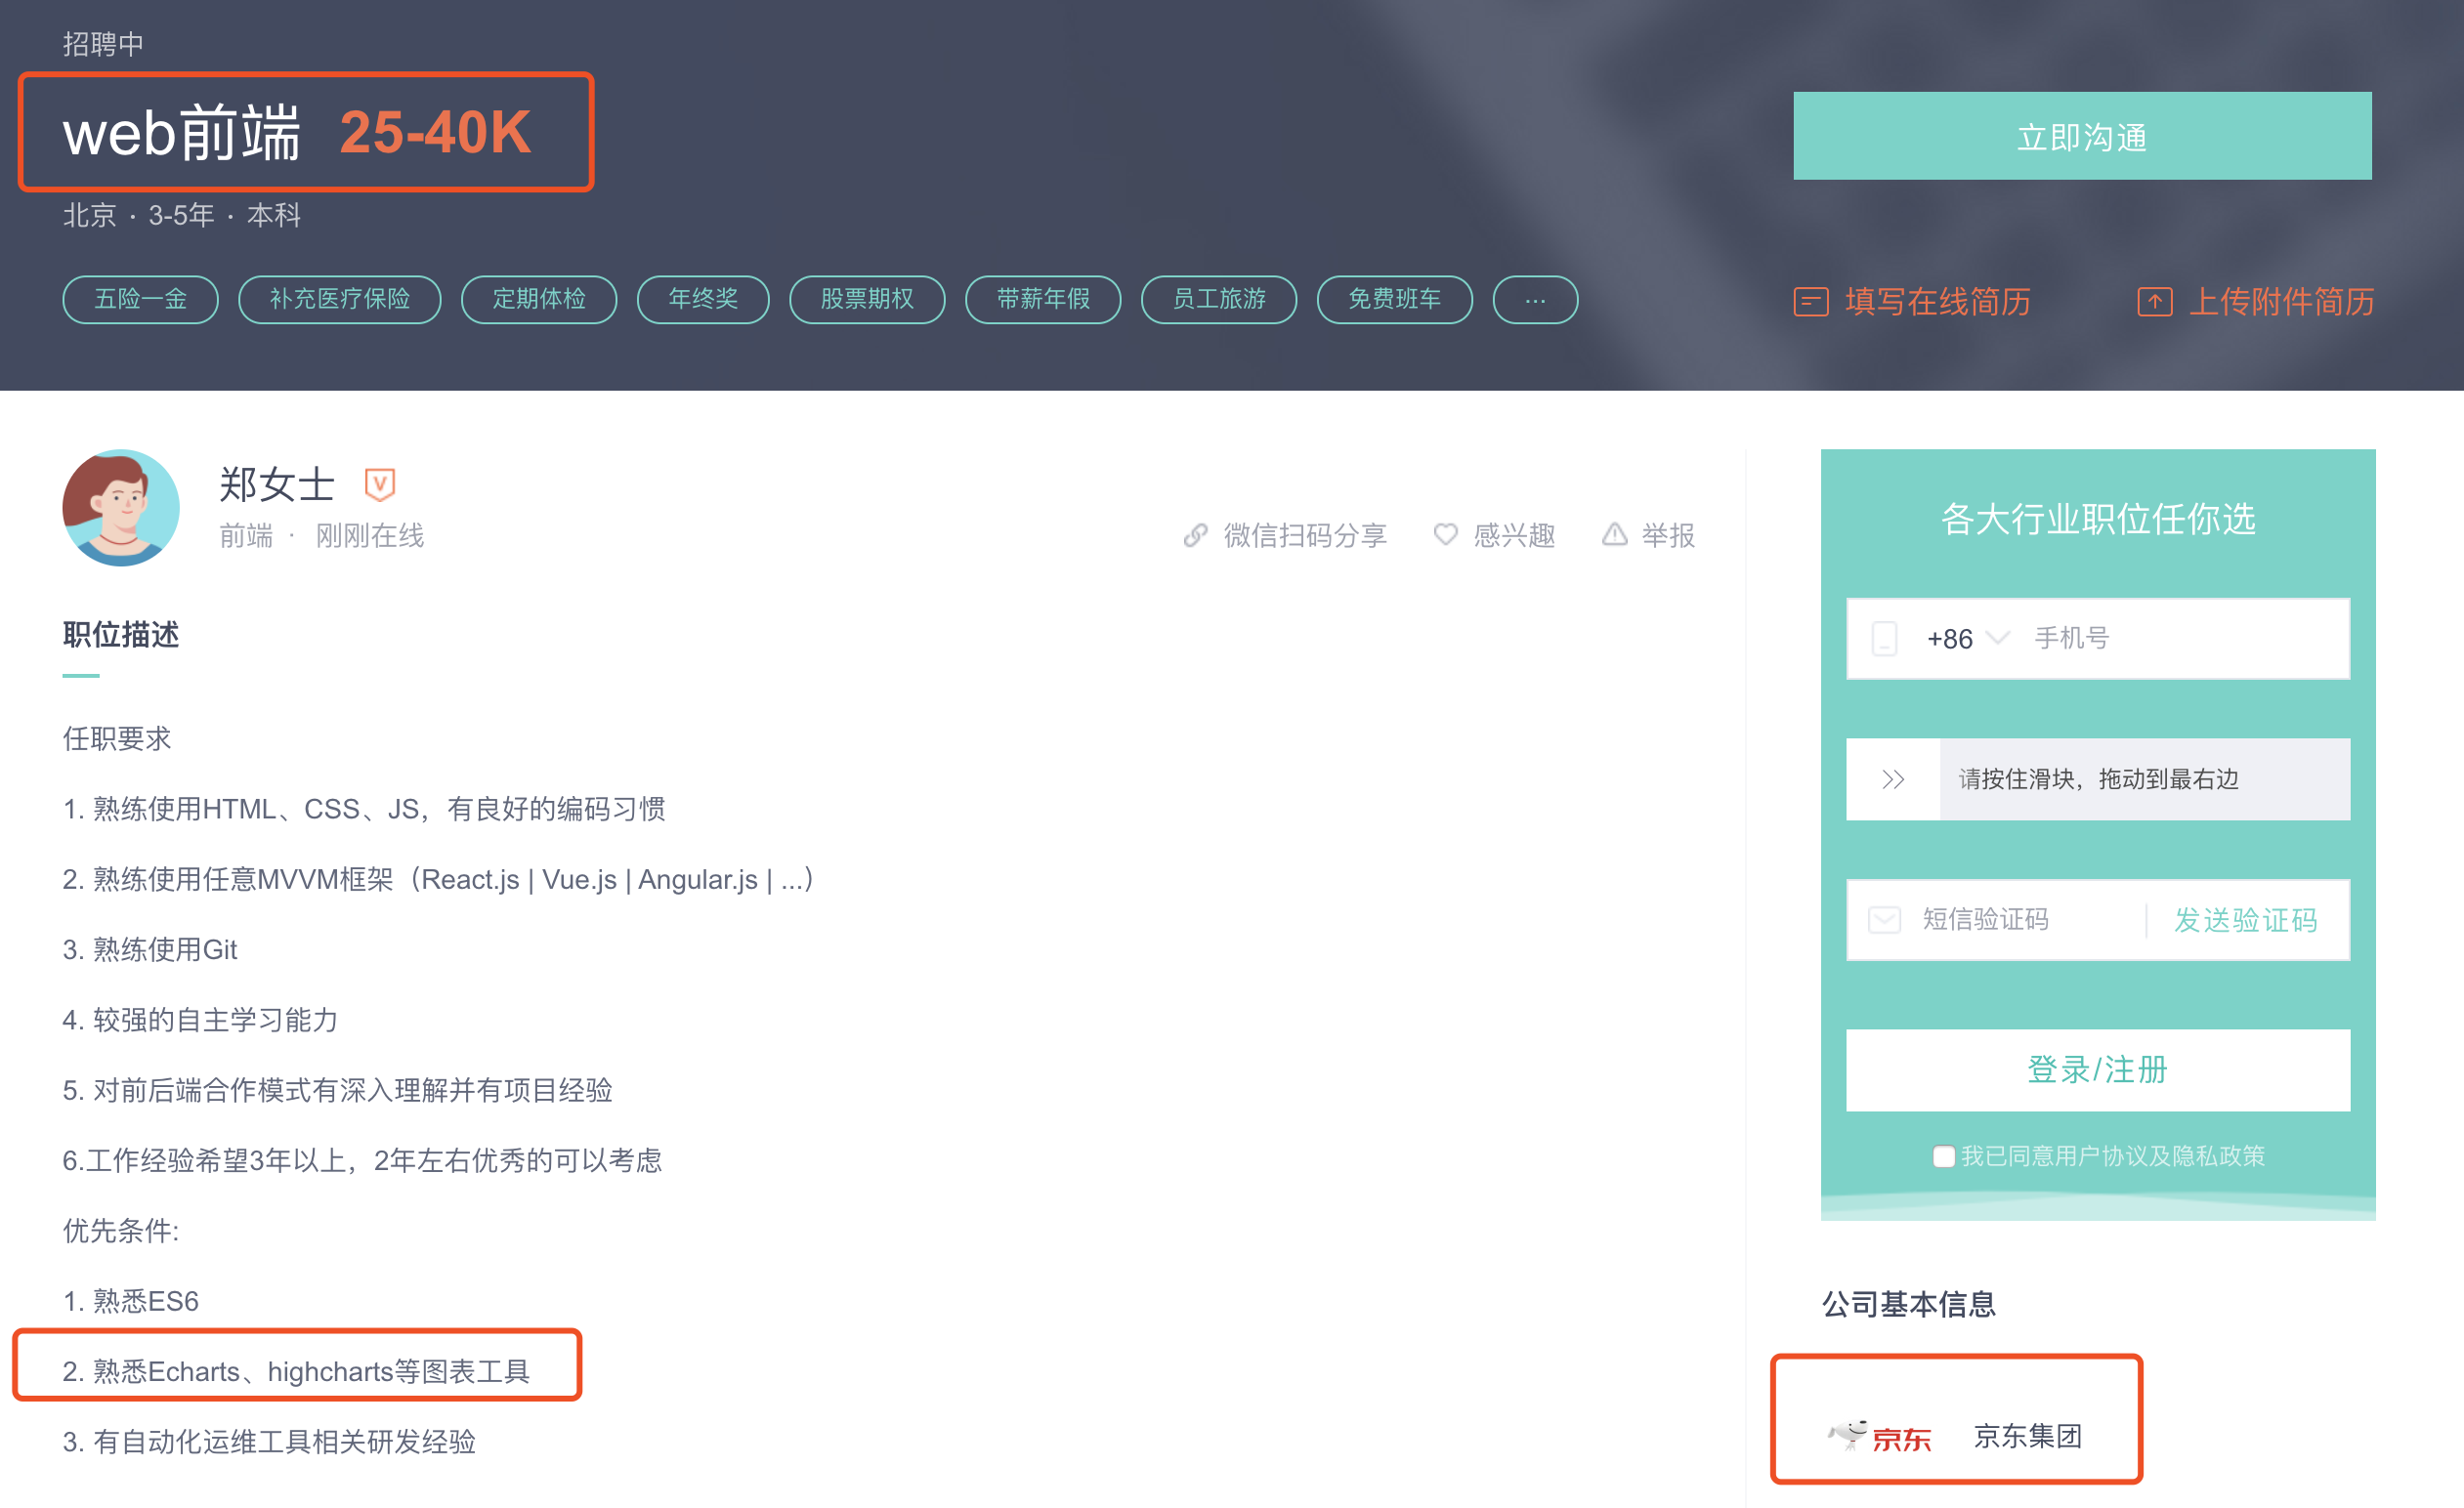 招聘中
web前端 25-40K
立即沟通
北京 · 3-5年 · 本科
五险一金 补充医疗保险 定期体检 年终奖 股票期权 带薪年假 员工旅游 免费班车 ...
填写在线简历 上传附件简历
郑女士 V
前端 · 刚刚在线
微信扫码分享 感兴趣 举报
职位描述
任职要求
1. 熟练使用HTML、CSS、JS，有良好的编码习惯
2. 熟练使用任意MVVM框架（React.js | Vue.js | Angular.js | ...）
3. 熟练使用Git
4. 较强的自主学习能力
5. 对前后端合作模式有深入理解并有项目经验
6.工作经验希望3年以上，2年左右优秀的可以考虑
优先条件:
1. 熟悉ES6
2. 熟悉Echarts、highcharts等图表工具
3. 有自动化运维工具相关研发经验
各大行业职位任你选
+86 手机号
请按住滑块，拖动到最右边
短信验证码 发送验证码
登录/注册
我已同意用户协议及隐私政策
公司基本信息
京东 京东集团